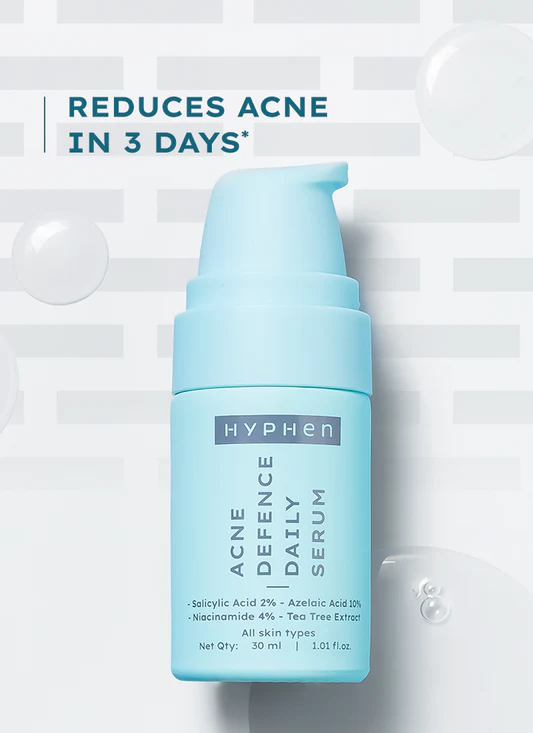 REDUCES ACNE
IN 3 DAYS*
HYPHEN
ACNE
DEFENCE
DAILY
SERUM
- Salicylic Acid 2% - Azelaic Acid 10%
- Niacinamide 4% - Tea Tree Extract
All skin types
Net Qty: 30 ml | 1.01 fl.oz.